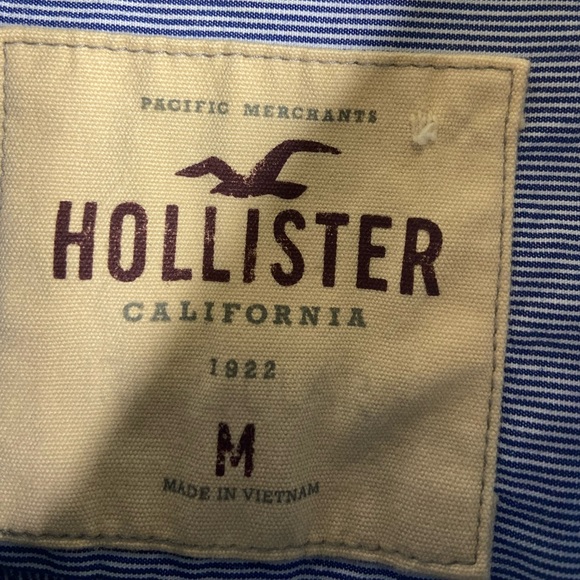 PACIFIC MERCHANTS
HOLLISTER
CALIFORNIA
1922
M
MADE IN VIETNAM